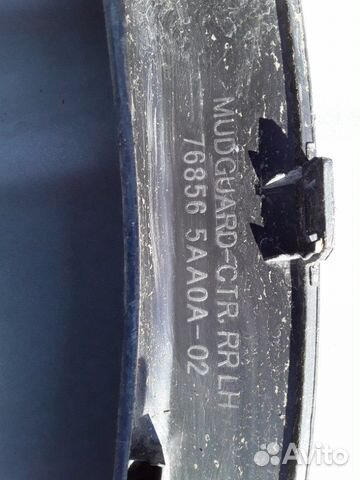 MUDGUARD-CTR, RR LH
76856 5AA0A-02
Avito